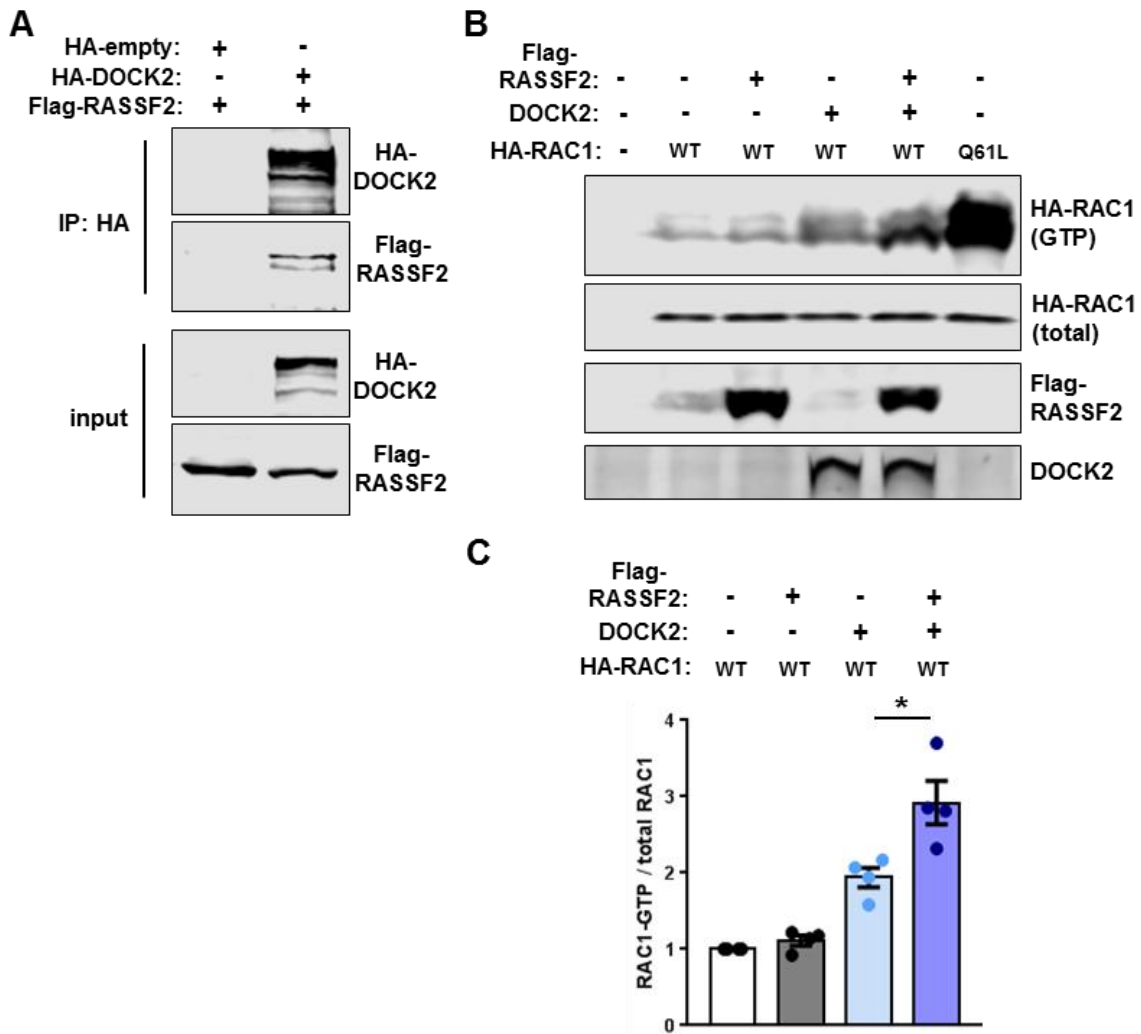 A
HA-empty: + -
HA-DOCK2: - +
Flag-RASSF2: + +
IP: HA
HA-
DOCK2
Flag-
RASSF2
input
HA-
DOCK2
Flag-
RASSF2
B
Flag-
RASSF2: - - + - + -
DOCK2: - - - + + -
HA-RAC1: - WT WT WT WT Q61L
HA-RAC1
(GTP)
HA-RAC1
(total)
Flag-
RASSF2
DOCK2
C
Flag-
RASSF2: - + - +
DOCK2: - - + +
HA-RAC1: WT WT WT WT
*
RAC1-GTP / total RAC1
4
3
2
1
0